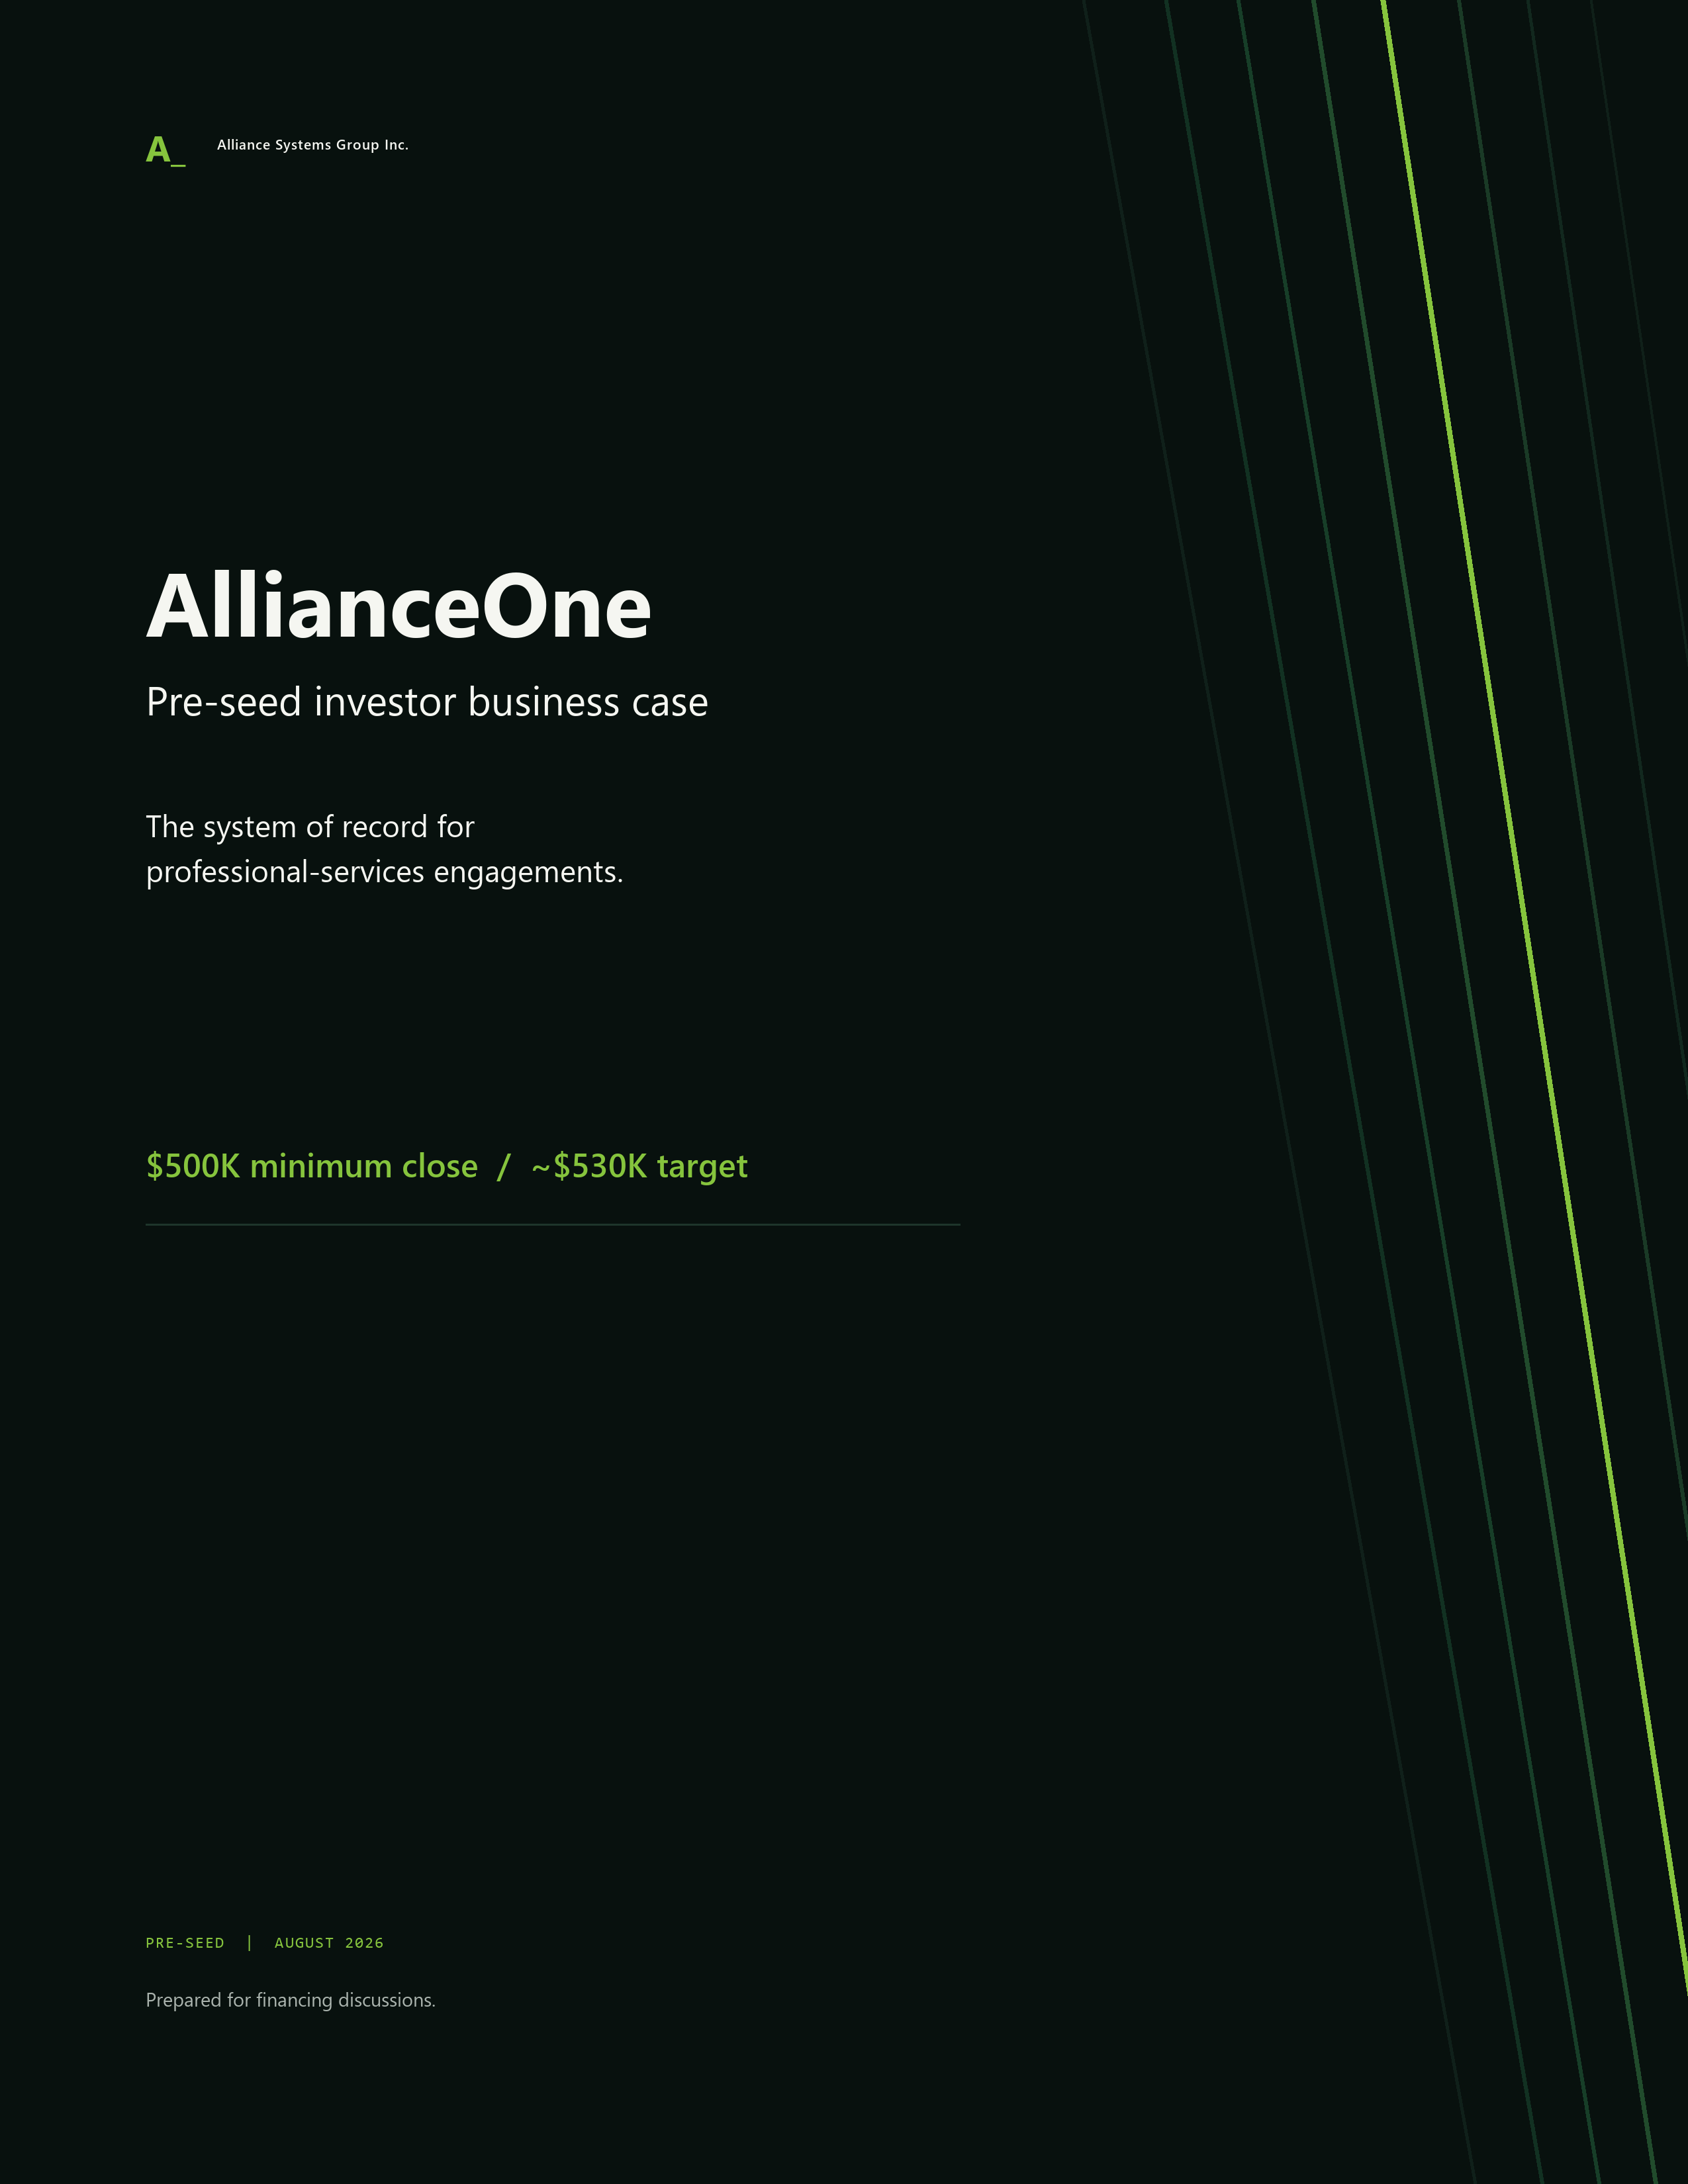 A_ Alliance Systems Group Inc.
AllianceOne
Pre-seed investor business case
The system of record for
professional-services engagements.
$500K minimum close / ~$530K target
PRE-SEED | AUGUST 2026
Prepared for financing discussions.